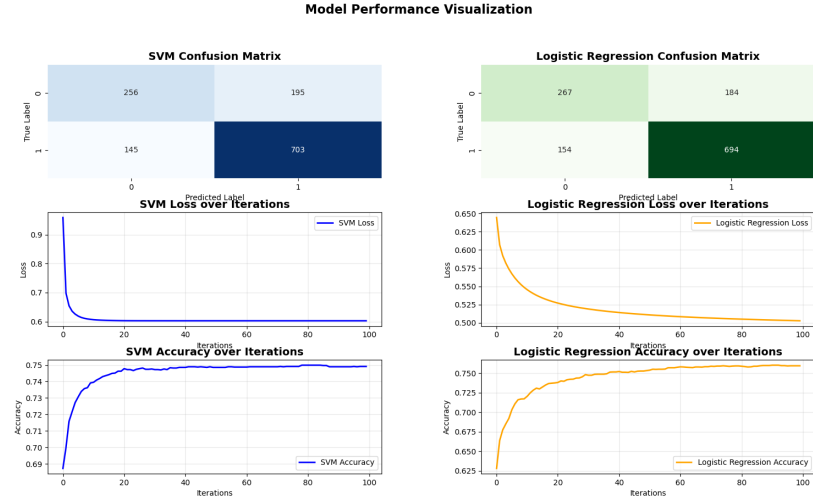 Model Performance Visualization
SVM Confusion Matrix
True Label
0
1
256 195
145 703
0 1
Predicted Label
Logistic Regression Confusion Matrix
True Label
0
1
267 184
154 694
0 1
Predicted Label
SVM Loss over Iterations
SVM Loss
Loss
0.9
0.8
0.7
0.6
0 20 40 60 80 100
Iterations
Logistic Regression Loss over Iterations
Logistic Regression Loss
Loss
0.650
0.625
0.600
0.575
0.550
0.525
0.500
0 20 40 60 80 100
Iterations
SVM Accuracy over Iterations
SVM Accuracy
Accuracy
0.75
0.74
0.73
0.72
0.71
0.70
0.69
0 20 40 60 80 100
Iterations
Logistic Regression Accuracy over Iterations
Logistic Regression Accuracy
Accuracy
0.750
0.725
0.700
0.675
0.650
0.625
0 20 40 60 80 100
Iterations